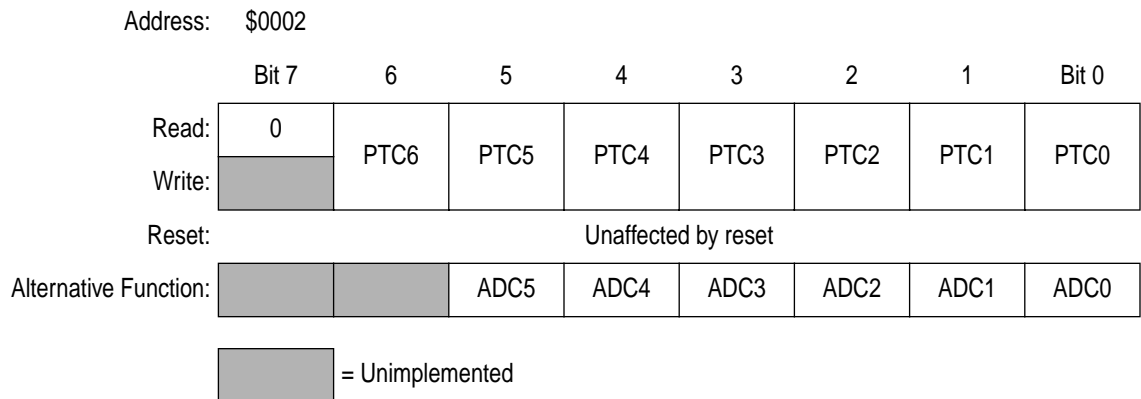 Address: $0002
Bit 7 6 5 4 3 2 1 Bit 0
Read: 0
PTC6 PTC5 PTC4 PTC3 PTC2 PTC1 PTC0
Write:
Reset: Unaffected by reset
Alternative Function: ADC5 ADC4 ADC3 ADC2 ADC1 ADC0
= Unimplemented